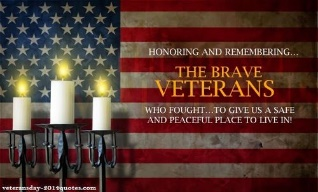 HONORING AND REMEMBERING...
THE BRAVE
VETERANS
WHO FOUGHT...TO GIVE US A SAFE
AND PEACEFUL PLACE TO LIVE IN!
veteransday-2014quotes.com